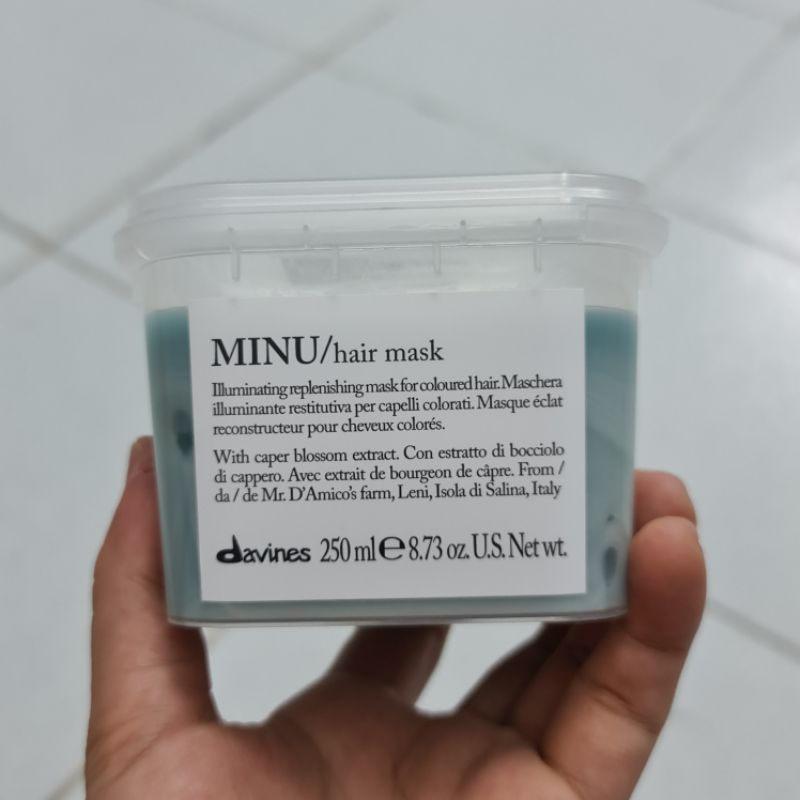 MINU/hair mask
Illuminating replenishing mask for coloured hair. Maschera
illuminante restitutiva per capelli colorati. Masque éclat
reconstructeur pour cheveux colorés.
With caper blossom extract. Con estratto di bocciolo
di cappero. Avec extrait de bourgeon de câpre. From /
da / de Mr. D'Amico's farm, Leni, Isola di Salina, Italy
davines 250 ml ℮ 8.73 oz. U.S. Net wt.